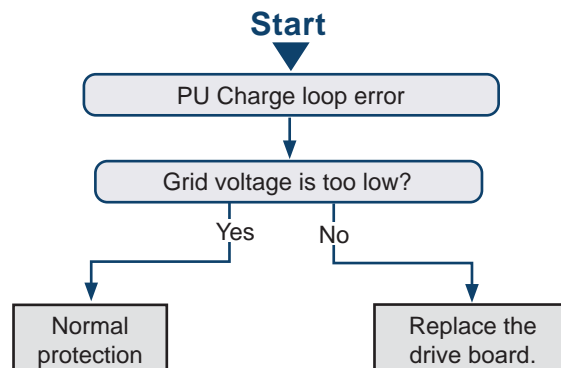 Start
PU Charge loop error
Grid voltage is too low?
Yes
No
Normal
protection
Replace the
drive board.